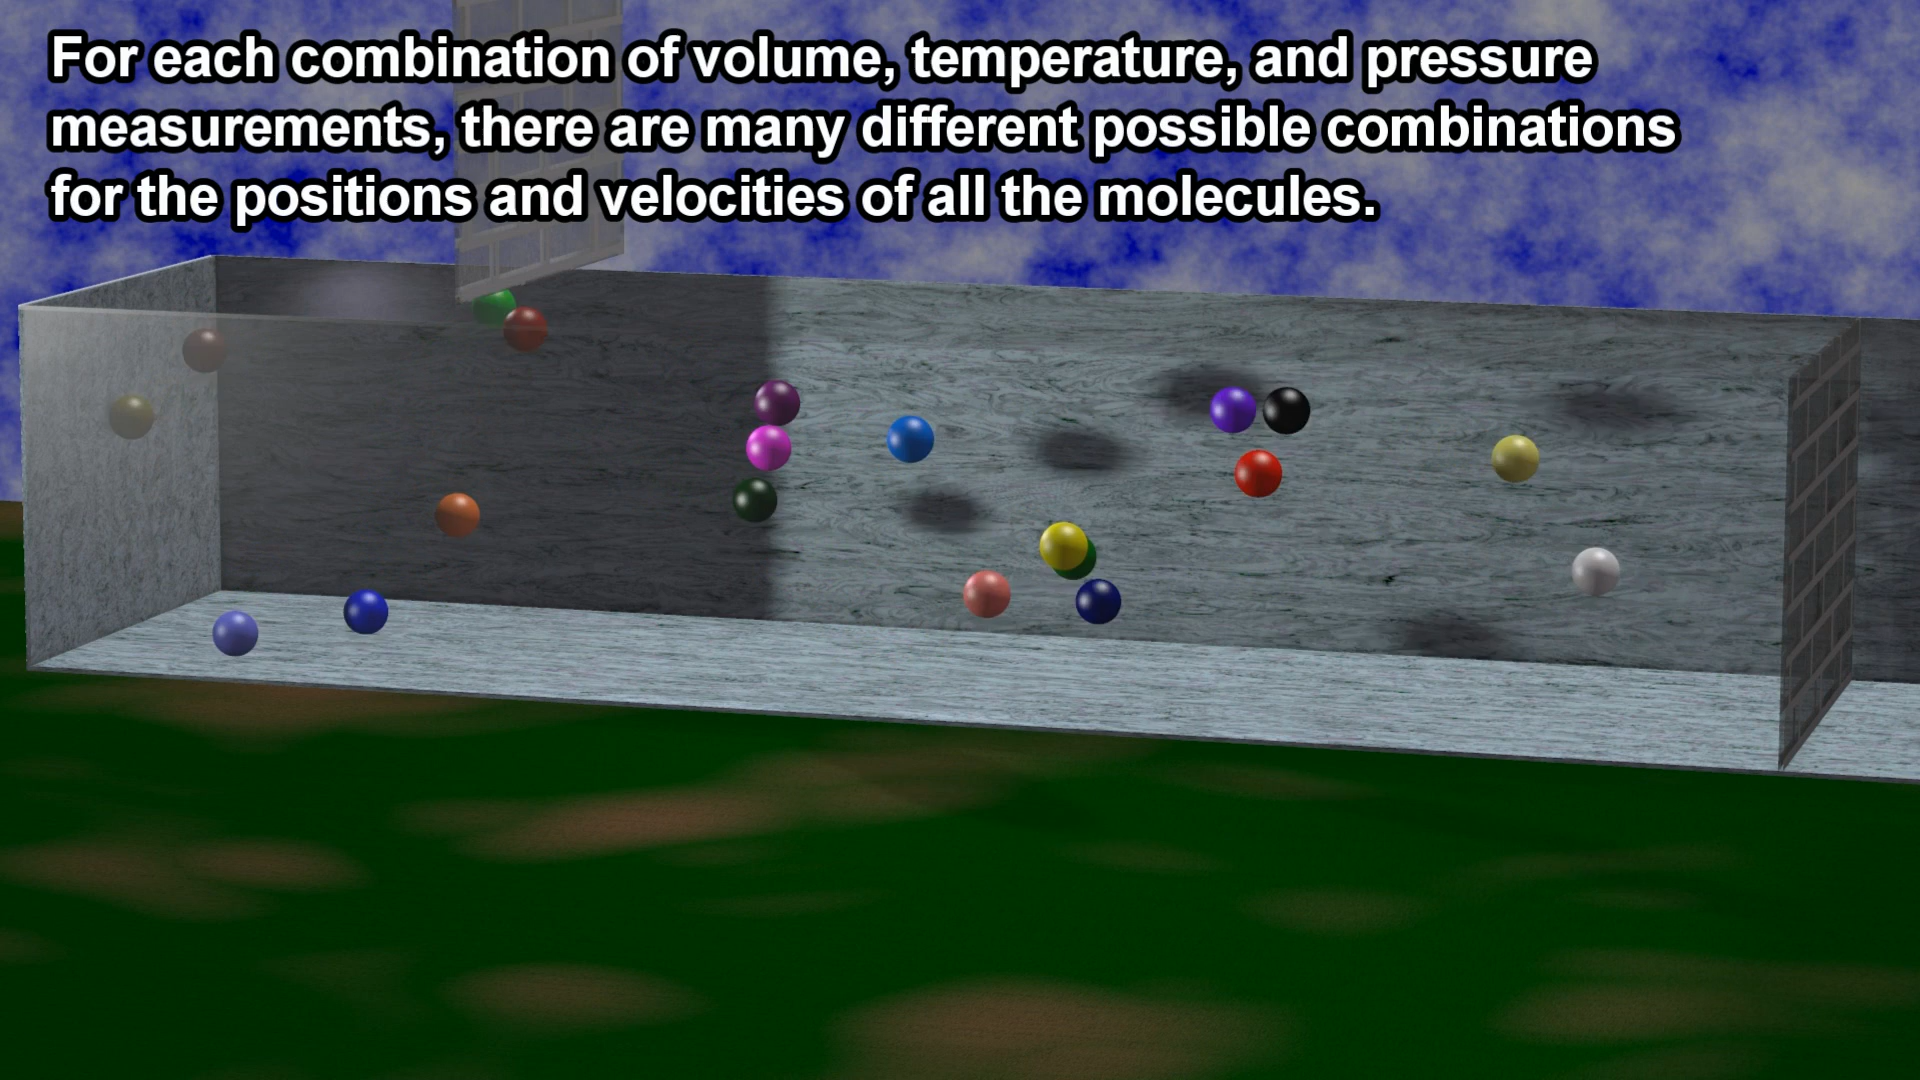 For each combination of volume, temperature, and pressure
measurements, there are many different possible combinations
for the positions and velocities of all the molecules.